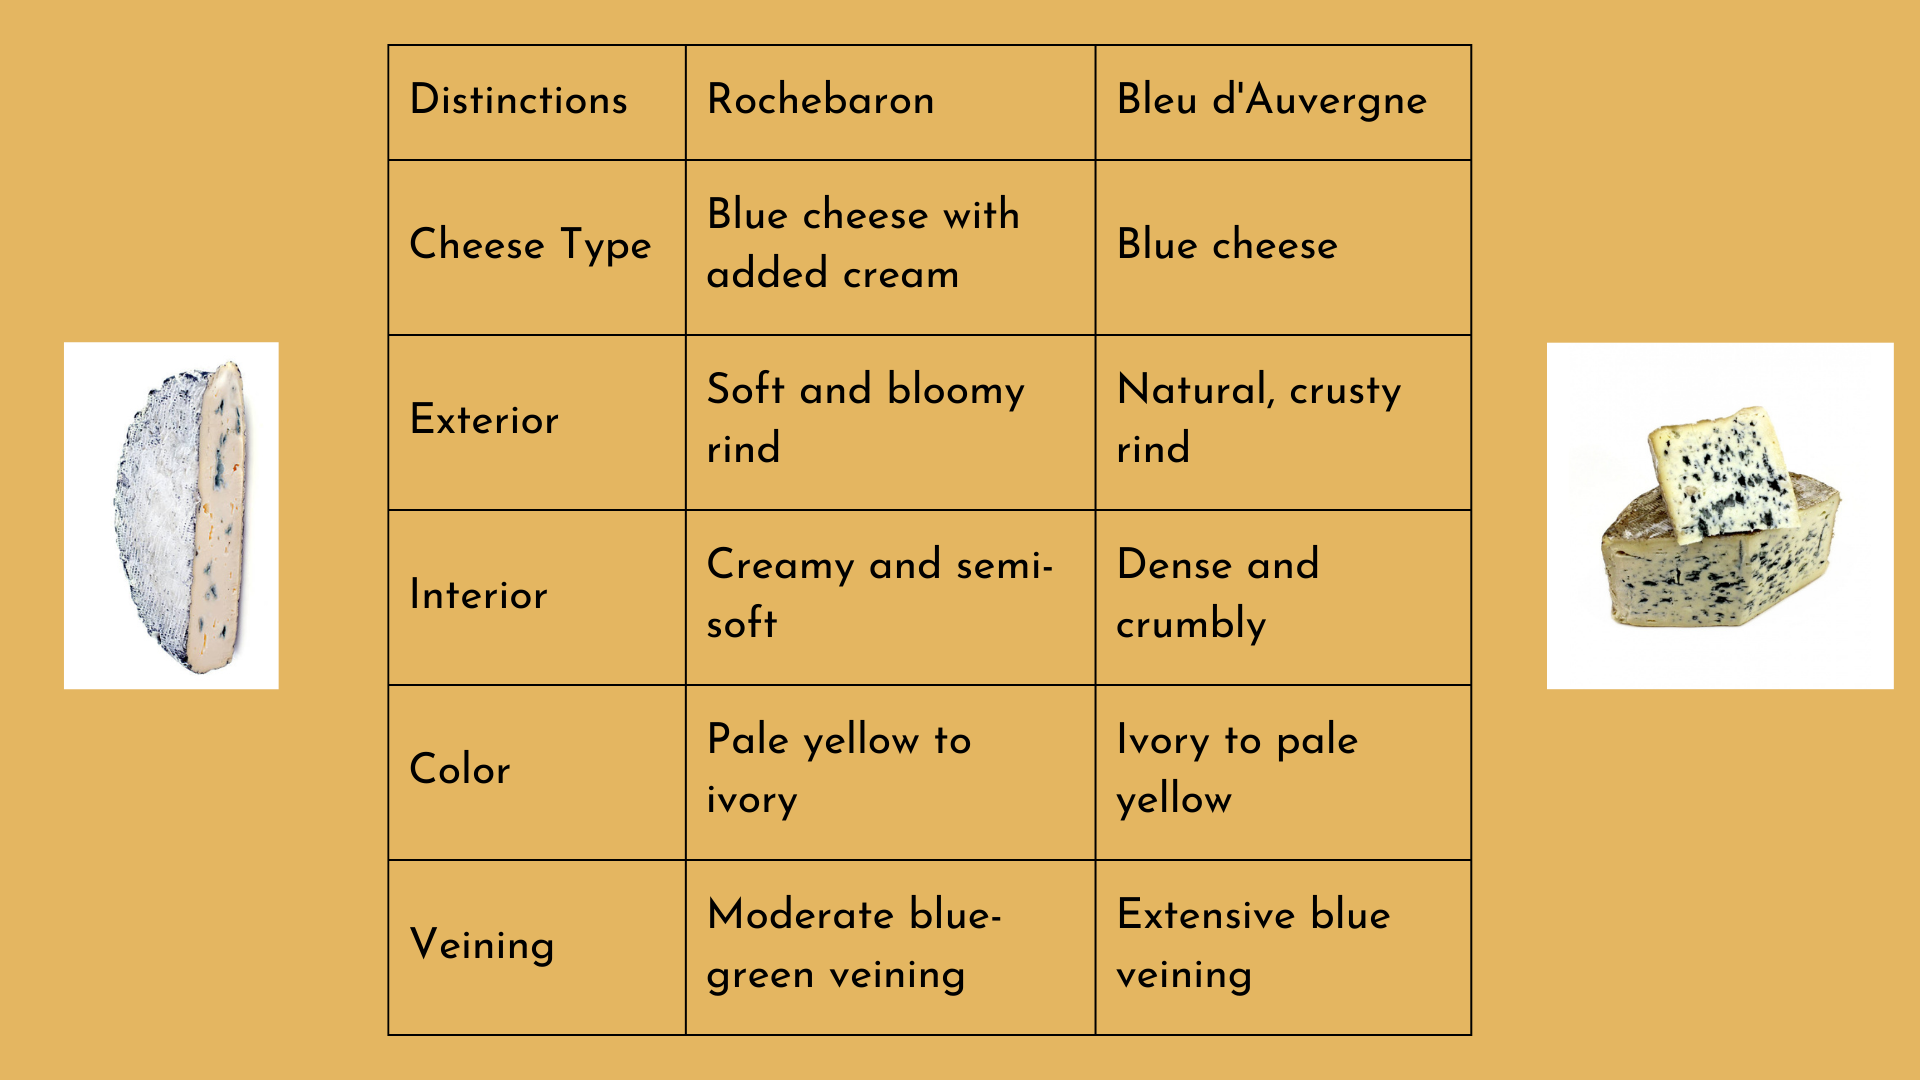 Distinctions
Rochebaron
Bleu d'Auvergne
Cheese Type
Blue cheese with
added cream
Blue cheese
Exterior
Soft and bloomy
rind
Natural, crusty
rind
Interior
Creamy and semi-
soft
Dense and
crumbly
Color
Pale yellow to
ivory
Ivory to pale
yellow
Veining
Moderate blue-
green veining
Extensive blue
veining